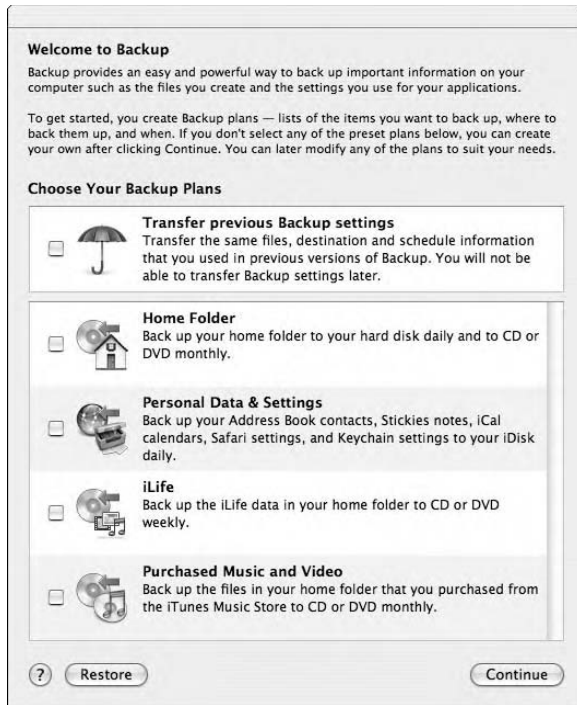 Welcome to Backup
Backup provides an easy and powerful way to back up important information on your
computer such as the files you create and the settings you use for your applications.
To get started, you create Backup plans — lists of the items you want to back up, where to
back them up, and when. If you don't select any of the preset plans below, you can create
your own after clicking Continue. You can later modify any of the plans to suit your needs.
Choose Your Backup Plans
Transfer previous Backup settings
Transfer the same files, destination and schedule information
that you used in previous versions of Backup. You will not be
able to transfer Backup settings later.
Home Folder
Back up your home folder to your hard disk daily and to CD or
DVD monthly.
Personal Data & Settings
Back up your Address Book contacts, Stickies notes, iCal
calendars, Safari settings, and Keychain settings to your iDisk
daily.
iLife
Back up the iLife data in your home folder to CD or DVD
weekly.
Purchased Music and Video
Back up the files in your home folder that you purchased from
the iTunes Music Store to CD or DVD monthly.
? Restore Continue